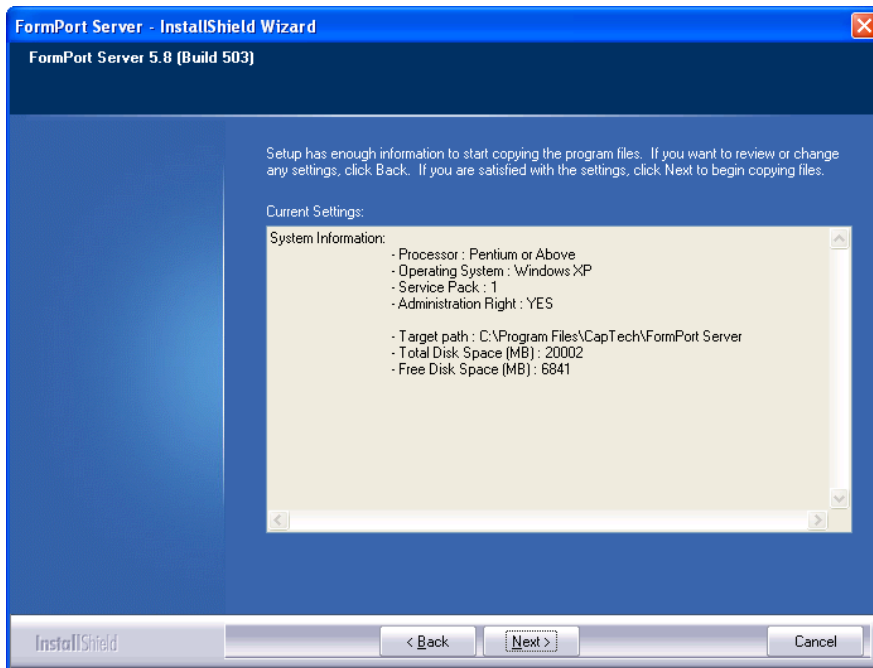 FormPort Server - InstallShield Wizard
FormPort Server 5.8 (Build 503)
Setup has enough information to start copying the program files. If you want to review or change
any settings, click Back. If you are satisfied with the settings, click Next to begin copying files.
Current Settings:
System Information:
- Processor : Pentium or Above
- Operating System : Windows XP
- Service Pack : 1
- Administration Right : YES
- Target path : C:\Program Files\CapTech\FormPort Server
- Total Disk Space (MB) : 20002
- Free Disk Space (MB) : 6841
InstallShield
< Back
Next >
Cancel